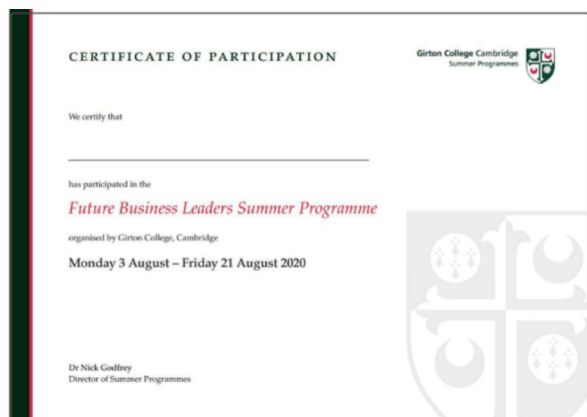 CERTIFICATE OF PARTICIPATION
Girton College Cambridge
Summer Programmes
We certify that
has participated in the
Future Business Leaders Summer Programme
organised by Girton College, Cambridge
Monday 3 August – Friday 21 August 2020
Dr Nick Godfrey
Director of Summer Programmes